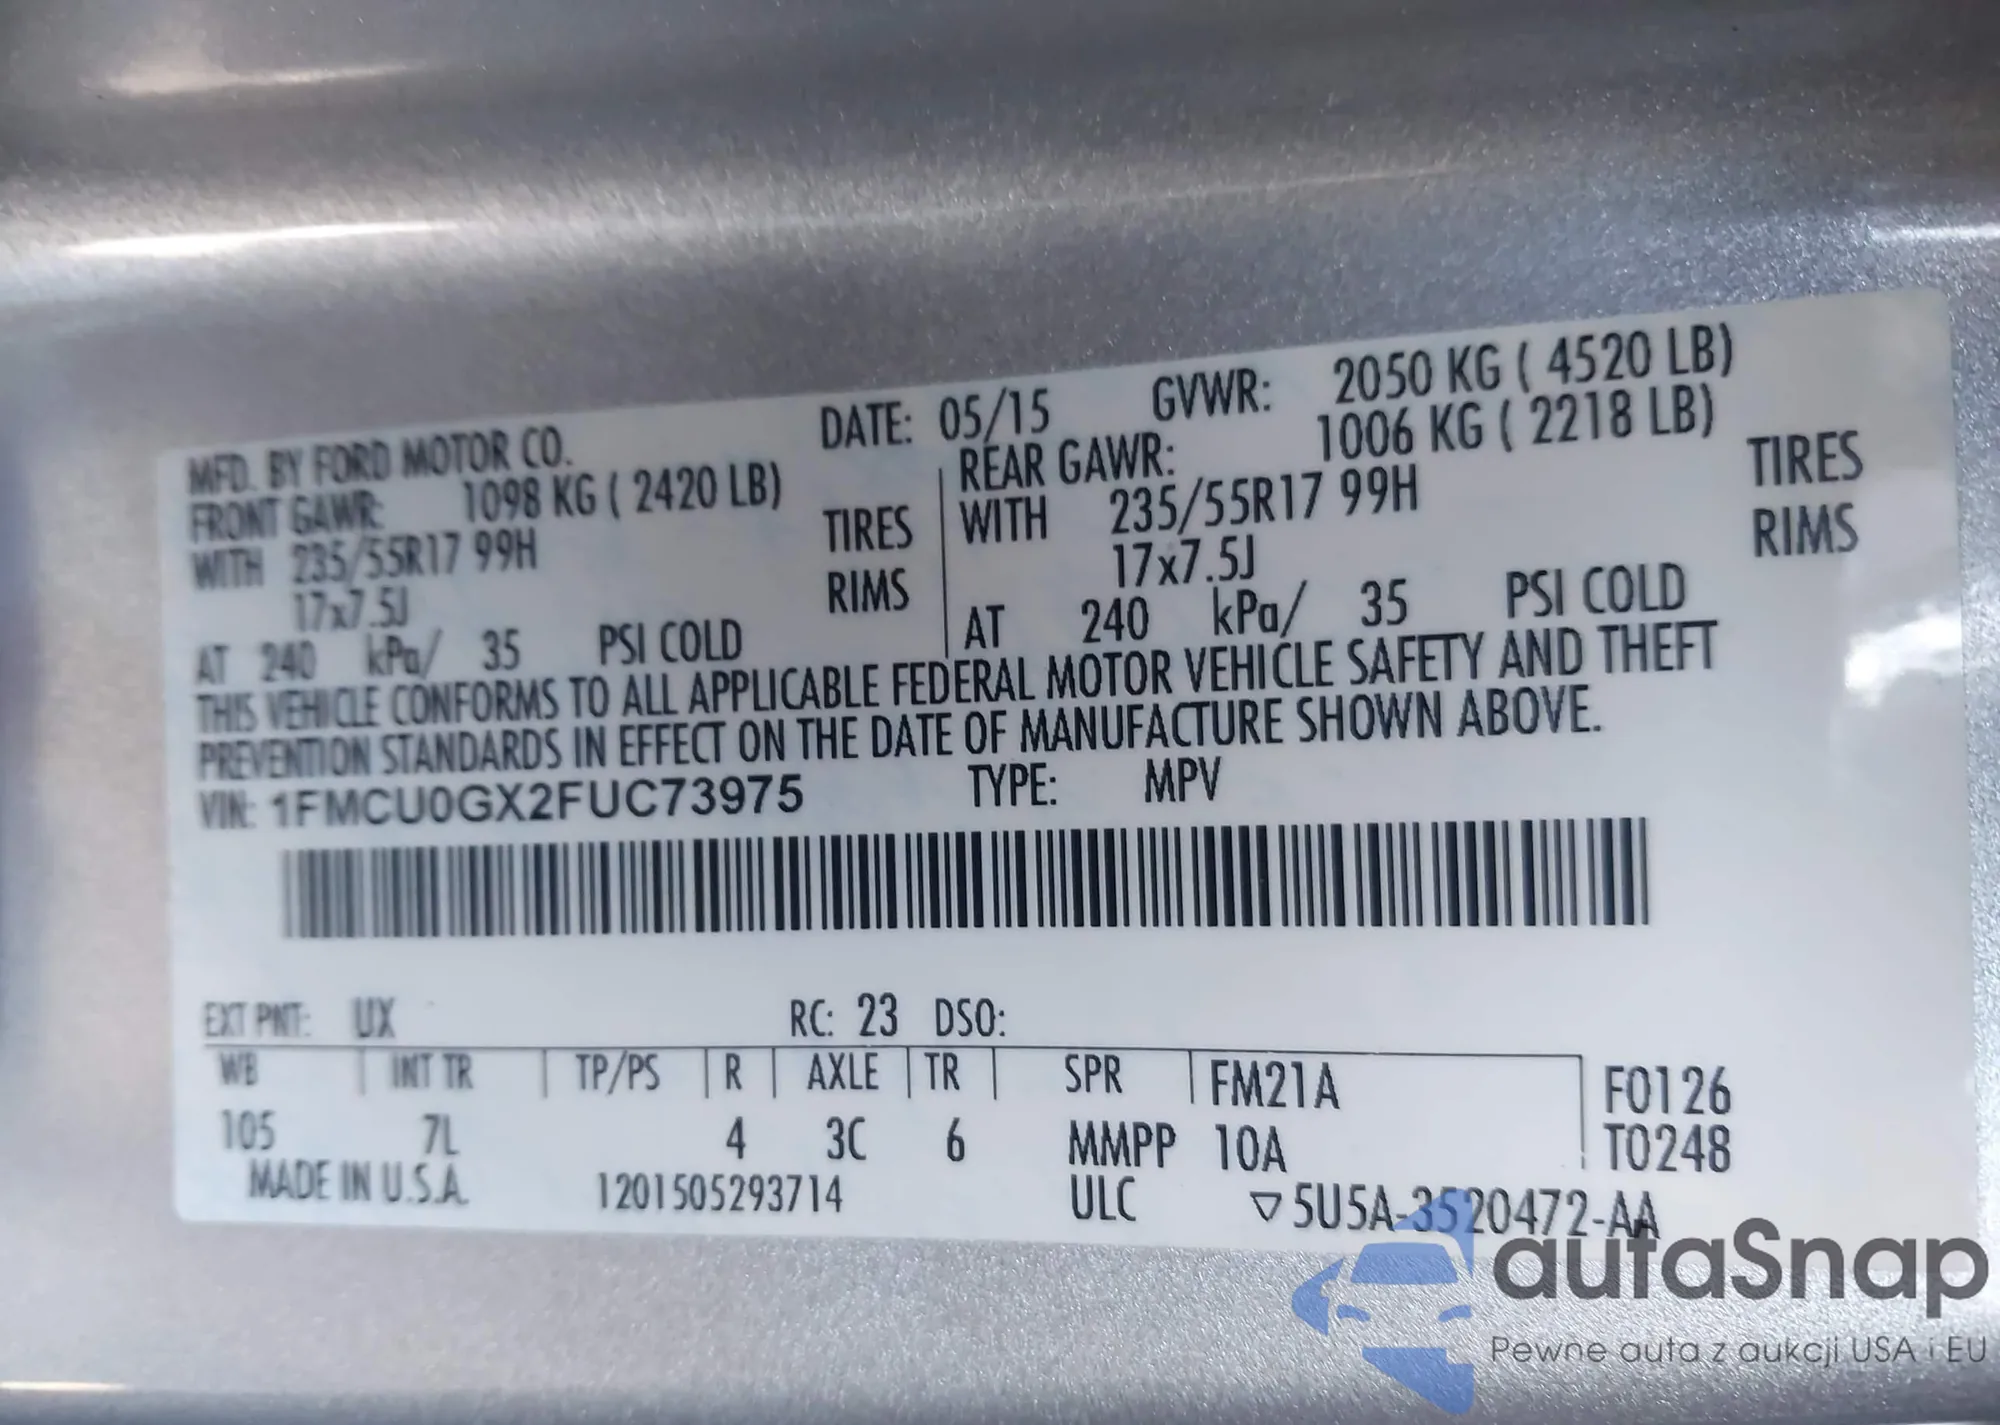 MFD. BY FORD MOTOR CO. DATE: 05/15 GVWR: 2050 KG ( 4520 LB)
FRONT GAWR: 1098 KG ( 2420 LB) REAR GAWR: 1006 KG ( 2218 LB)
WITH 235/55R17 99H TIRES WITH 235/55R17 99H TIRES
17x7.5J RIMS 17x7.5J RIMS
AT 240 kPa/ 35 PSI COLD AT 240 kPa/ 35 PSI COLD
THIS VEHICLE CONFORMS TO ALL APPLICABLE FEDERAL MOTOR VEHICLE SAFETY AND THEFT
PREVENTION STANDARDS IN EFFECT ON THE DATE OF MANUFACTURE SHOWN ABOVE.
VIN: 1FMCU0GX2FUC73975 TYPE: MPV
EXT PNT: UX RC: 23 DSO:
WB INT TR TP/PS R AXLE TR SPR FM21A F0126
105 7L 4 3C 6 MMPP 10A T0248
MADE IN U.S.A. 1201505293714 ULC ▽5U5A-3520472-AA
autaSnap
Pewne auta z aukcji USA i EU